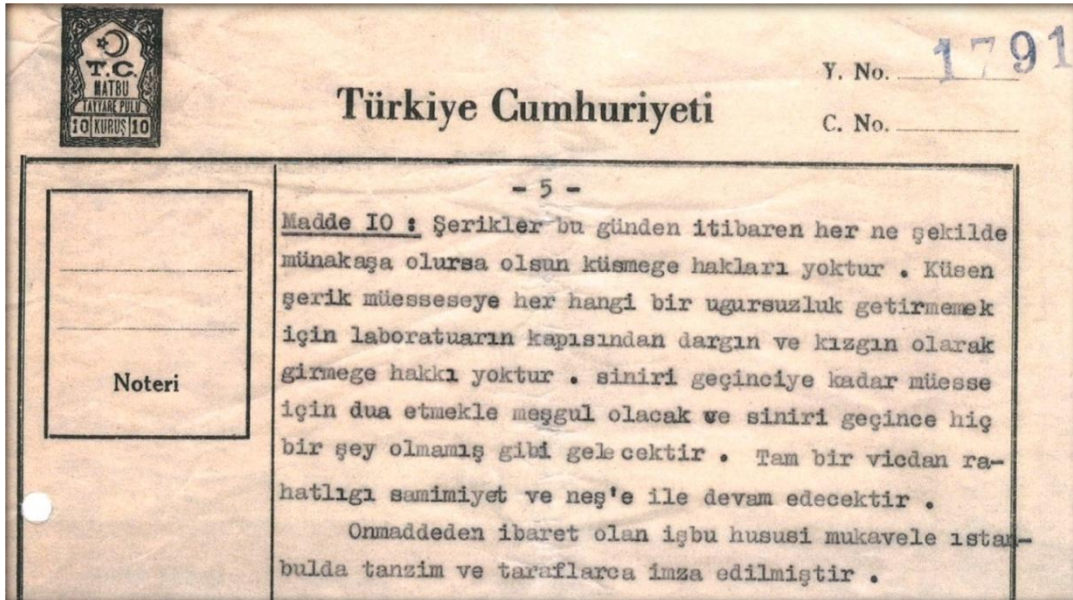 T.C.
MATBU
TAYYARE PULU
10 KURUŞ 10
Türkiye Cumhuriyeti
Y. No. 1791
C. No.
Noteri
- 5 -
Madde IO : Şerikler bu günden itibaren her ne şekilde
münakaşa olursa olsun küsmege hakları yoktur . Küsen
şerik müesseseye her hangi bir ugursuzluk getirmemek
için laboratuarın kapısından dargın ve kızgın olarak
girmege hakkı yoktur . siniri geçinciye kadar müesse
için dua etmekle meşgul olacak ve siniri geçince hiç
bir şey olmamış gibi gelecektir . Tam bir vicdan ra-
hatlıgı samimiyet ve neş'e ile devam edecektir .
Onmaddeden ibaret olan işbu hususi mukavele ıstan-
bulda tanzim ve taraflarca imza edilmiştir .